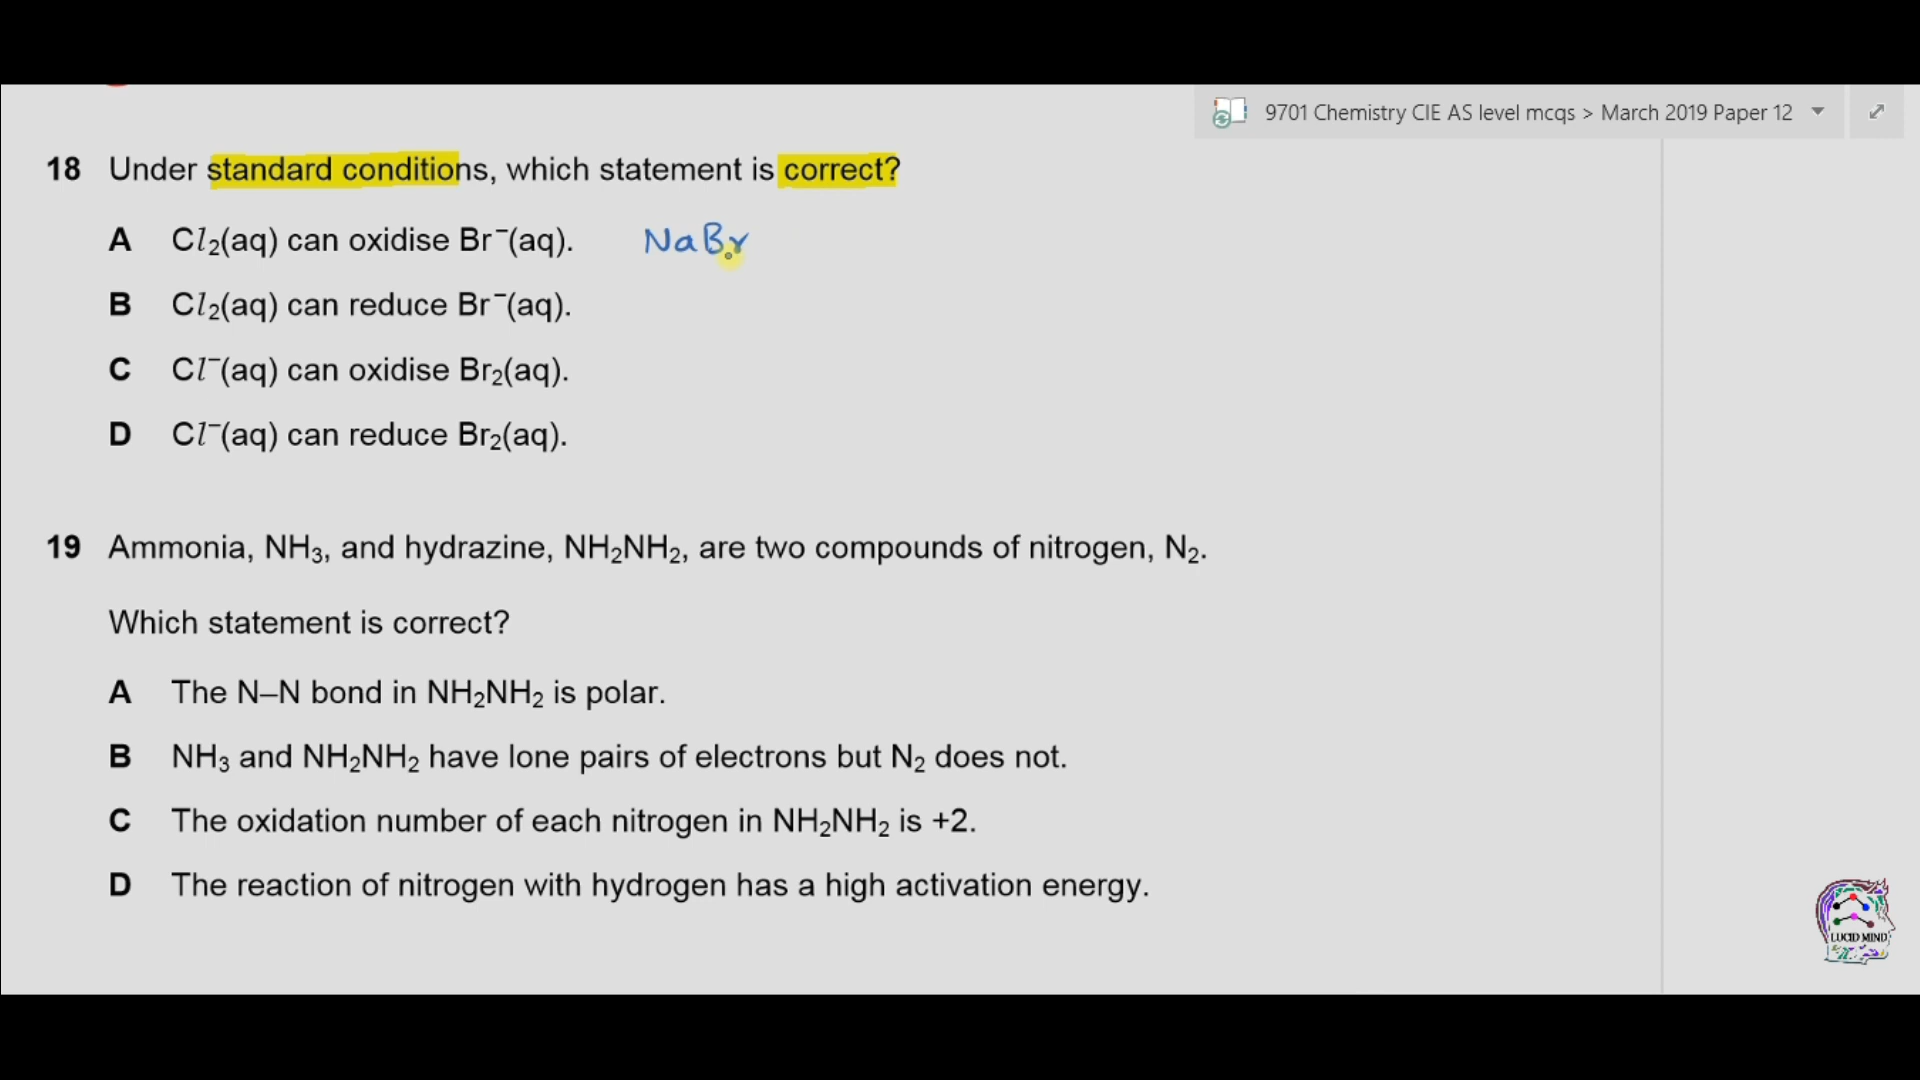 9701 Chemistry CIE AS level mcqs > March 2019 Paper 12
18 Under standard conditions, which statement is correct?
A Cl₂(aq) can oxidise Br⁻(aq). NaBr
B Cl₂(aq) can reduce Br⁻(aq).
C Cl⁻(aq) can oxidise Br₂(aq).
D Cl⁻(aq) can reduce Br₂(aq).
19 Ammonia, NH₃, and hydrazine, NH₂NH₂, are two compounds of nitrogen, N₂.
Which statement is correct?
A The N–N bond in NH₂NH₂ is polar.
B NH₃ and NH₂NH₂ have lone pairs of electrons but N₂ does not.
C The oxidation number of each nitrogen in NH₂NH₂ is +2.
D The reaction of nitrogen with hydrogen has a high activation energy.
LUCID MIND